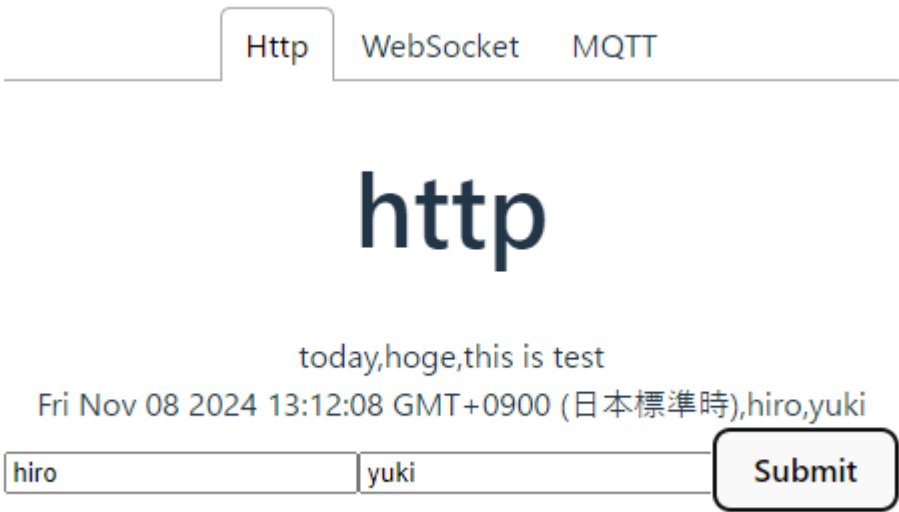 Http WebSocket MQTT
http
today,hoge,this is test
Fri Nov 08 2024 13:12:08 GMT+0900 (日本標準時),hiro,yuki
hiro yuki Submit